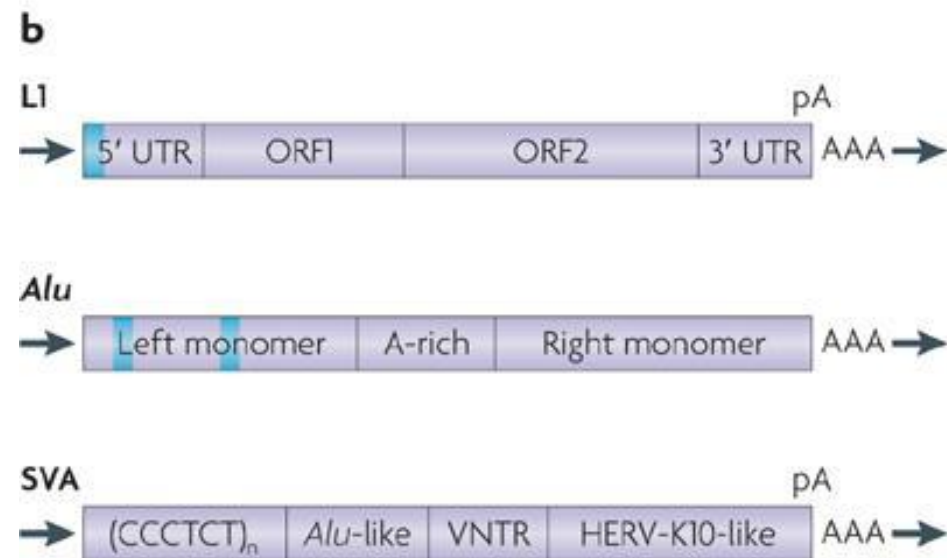 b
L1
pA
5′ UTR ORF1 ORF2 3′ UTR AAA
Alu
Left monomer A-rich Right monomer AAA
SVA
pA
(CCCTCT)n Alu-like VNTR HERV-K10-like AAA